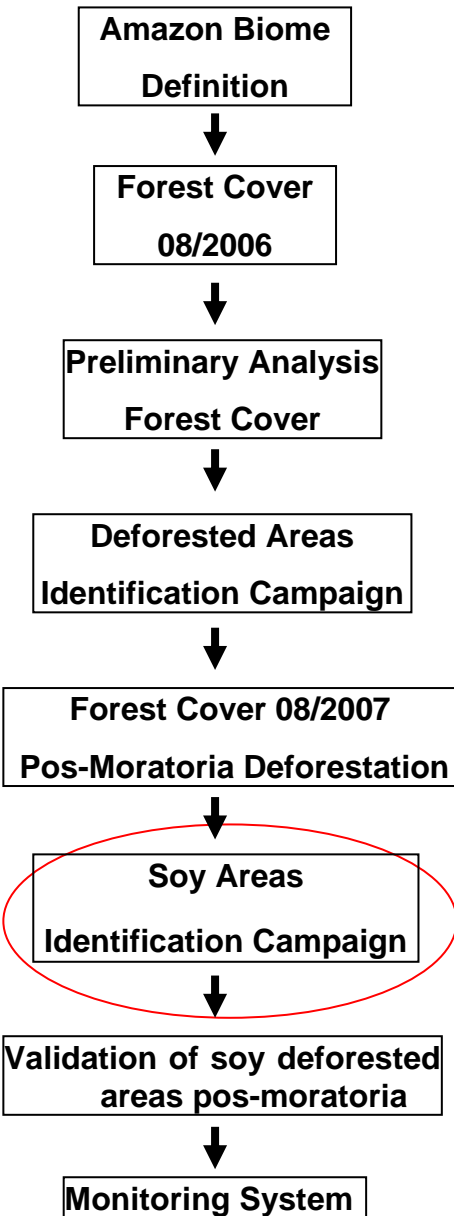 Amazon Biome
Definition
Forest Cover
08/2006
Preliminary Analysis
Forest Cover
Deforested Areas
Identification Campaign
Forest Cover 08/2007
Pos-Moratoria Deforestation
Soy Areas
Identification Campaign
Validation of soy deforested
areas pos-moratoria
Monitoring System